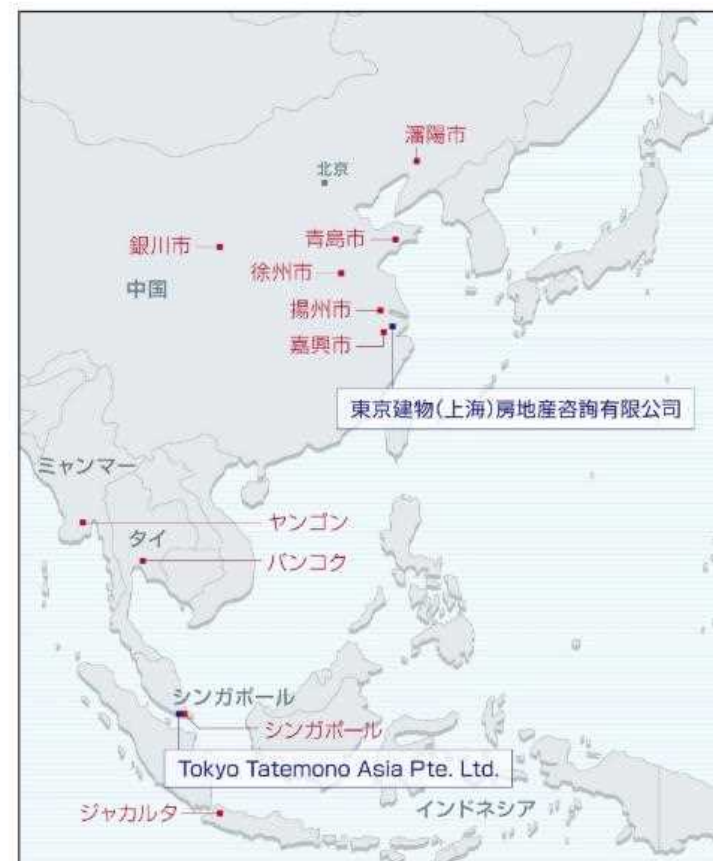 瀋陽市
北京
銀川市
青島市
徐州市
中国
揚州市
嘉興市
東京建物(上海)房地産咨詢有限公司
ミャンマー
ヤンゴン
タイ
バンコク
シンガポール
シンガポール
Tokyo Tatemono Asia Pte. Ltd.
ジャカルタ
インドネシア